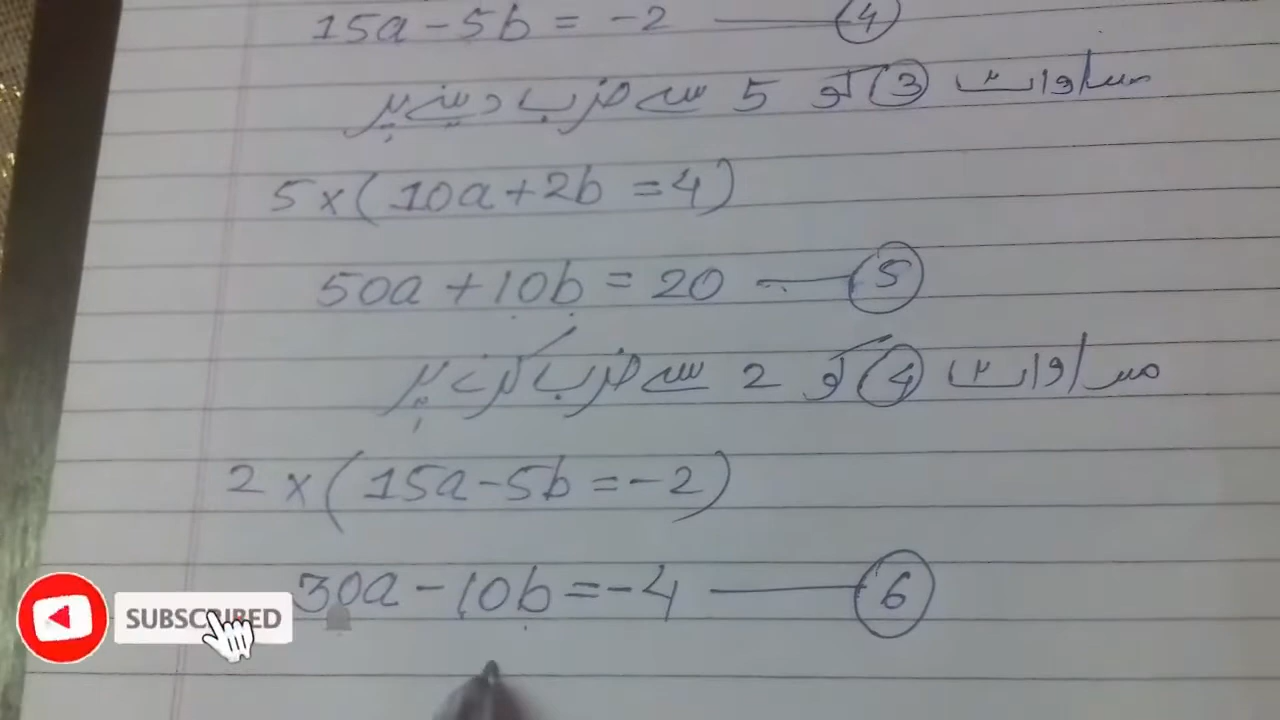 15a - 5b = -2 ——— ④
مساوات ③ کو 5 سے ضرب دینے پر
5 × ( 10a + 2b = 4 )
50a + 10b = 20 ——— ⑤
مساوات ④ کو 2 سے ضرب کرنے پر
2 × ( 15a - 5b = -2 )
30a - 10b = -4 ——— ⑥
SUBSCRIBED